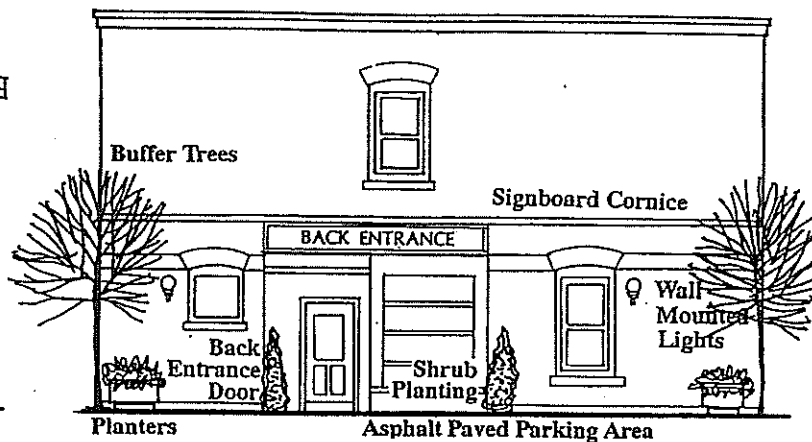 Buffer Trees
Signboard Cornice
BACK ENTRANCE
Wall
Mounted
Lights
Back
Entrance
Door
Shrub
Planting
Planters
Asphalt Paved Parking Area